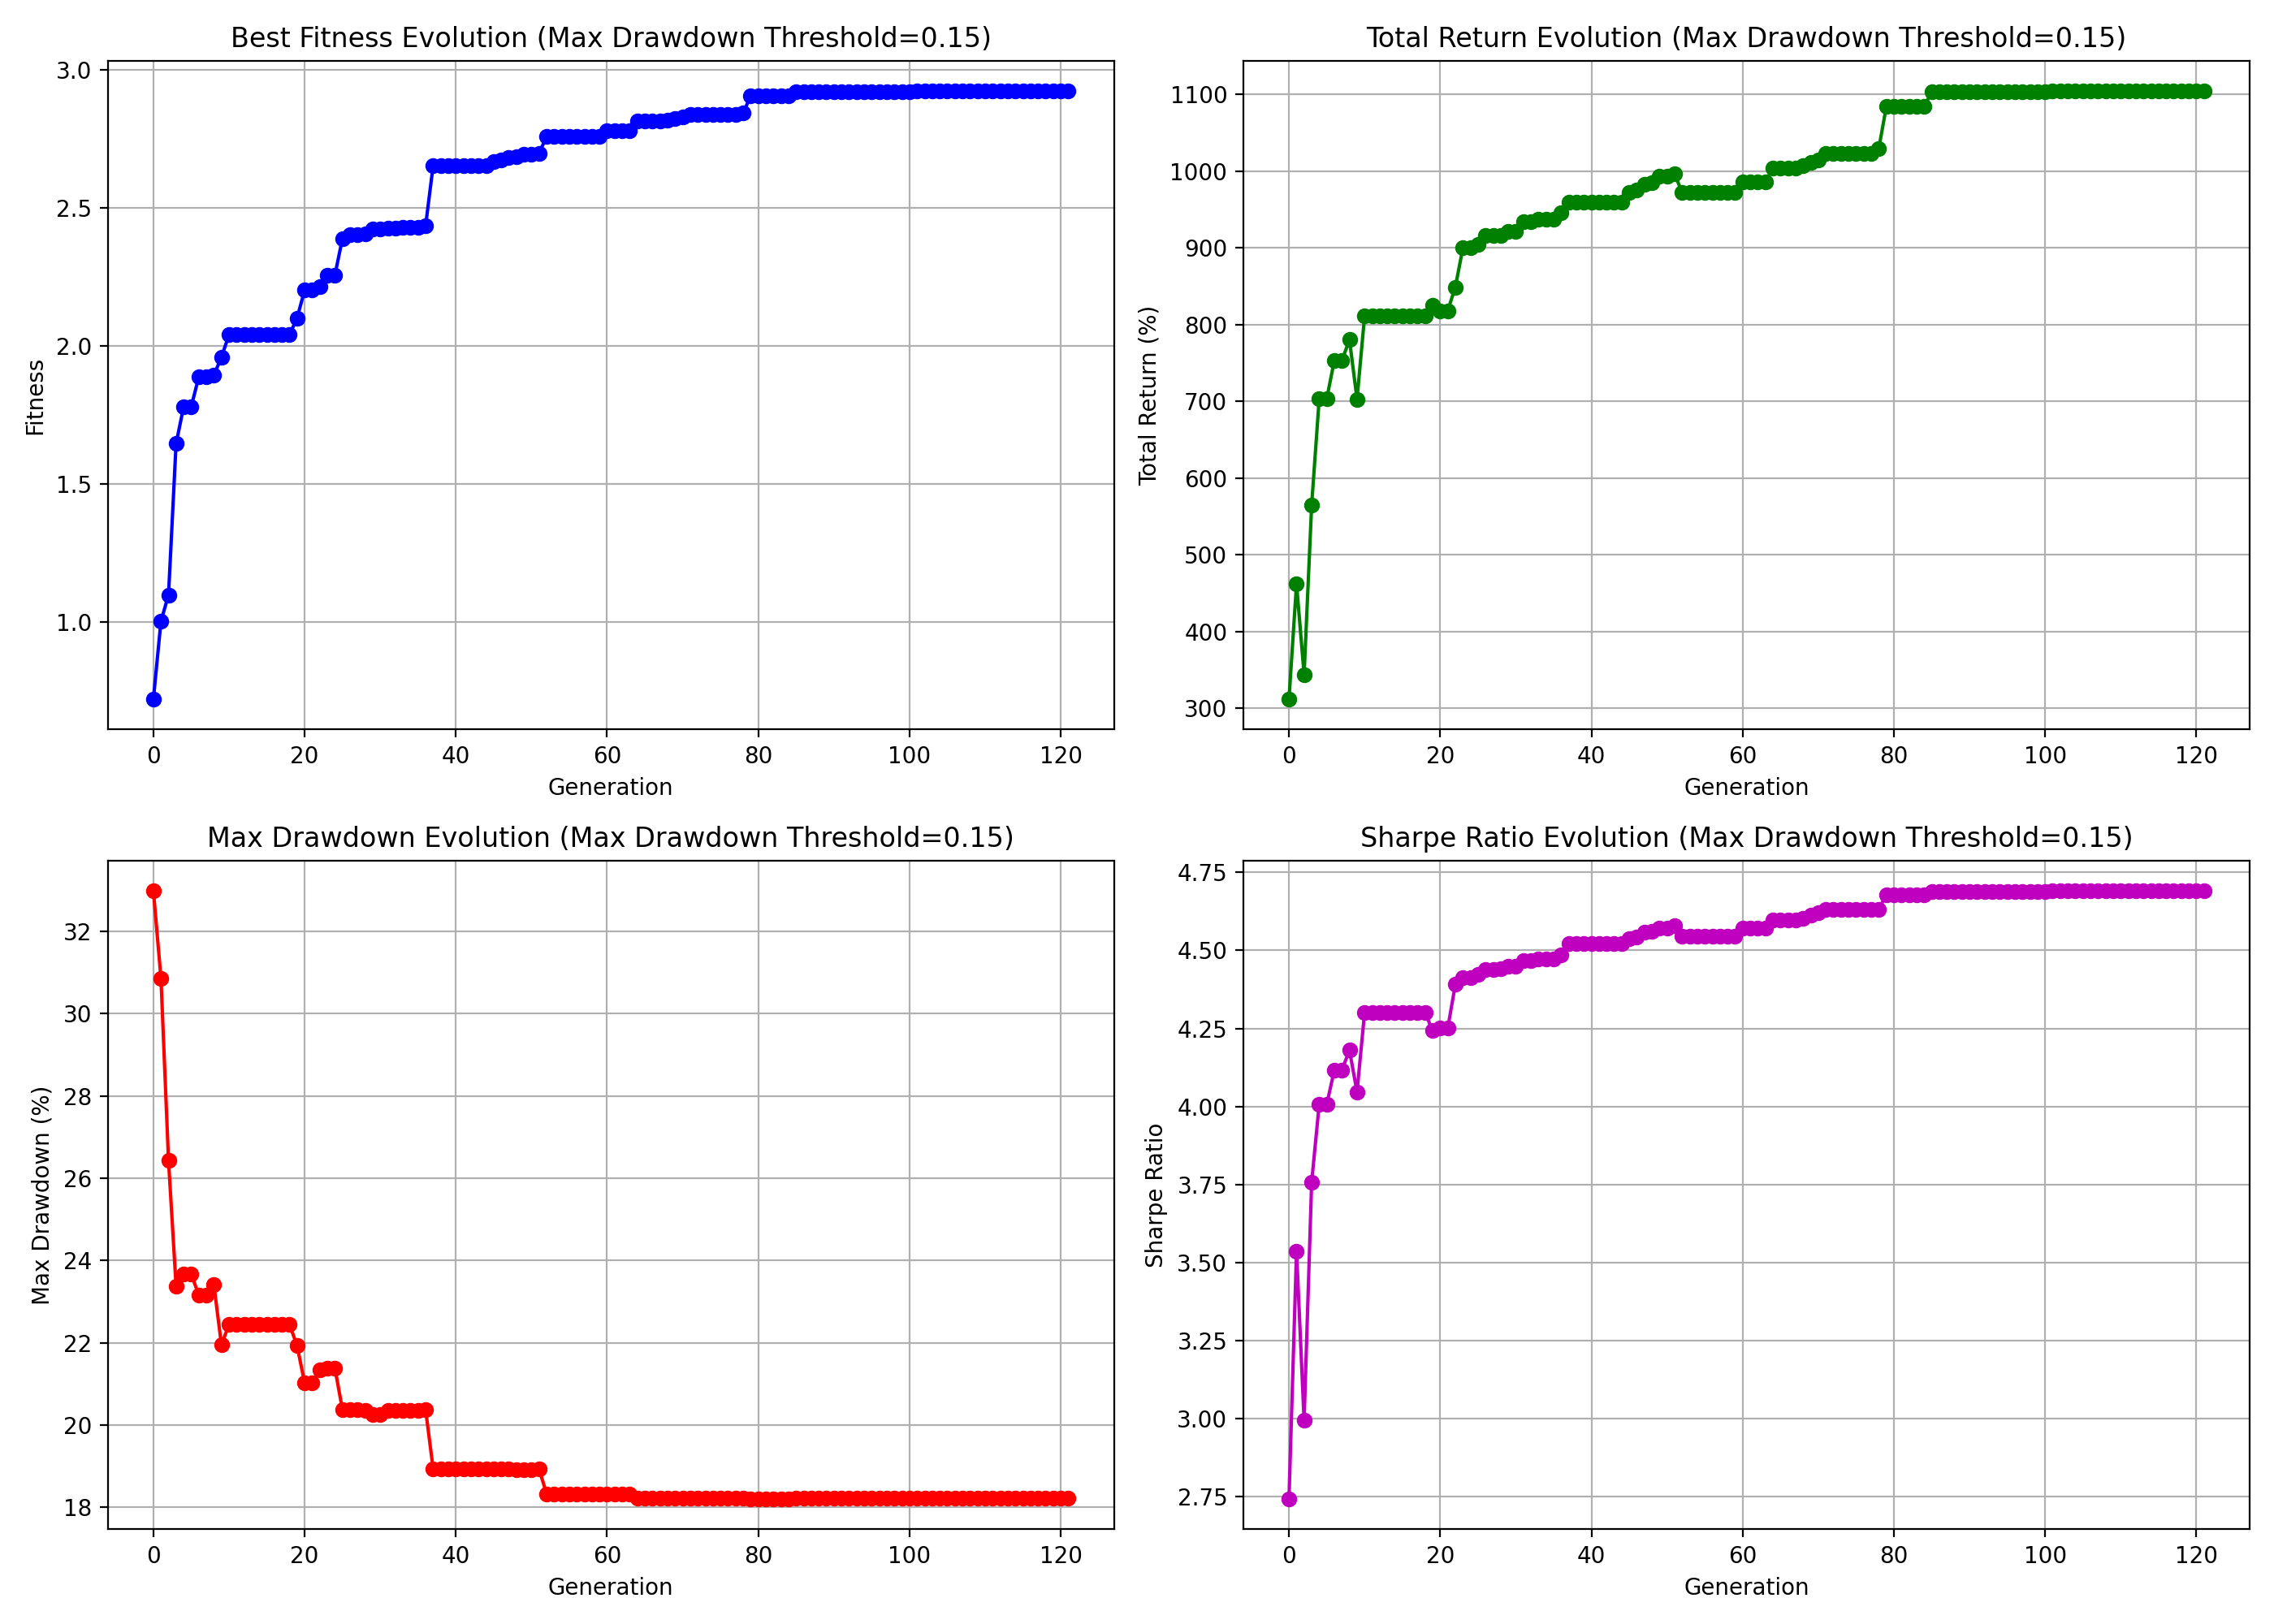 Best Fitness Evolution (Max Drawdown Threshold=0.15)
Fitness
3.0
2.5
2.0
1.5
1.0
0 20 40 60 80 100 120
Generation
Total Return Evolution (Max Drawdown Threshold=0.15)
Total Return (%)
1100
1000
900
800
700
600
500
400
300
0 20 40 60 80 100 120
Generation
Max Drawdown Evolution (Max Drawdown Threshold=0.15)
Max Drawdown (%)
32
30
28
26
24
22
20
18
0 20 40 60 80 100 120
Generation
Sharpe Ratio Evolution (Max Drawdown Threshold=0.15)
Sharpe Ratio
4.75
4.50
4.25
4.00
3.75
3.50
3.25
3.00
2.75
0 20 40 60 80 100 120
Generation